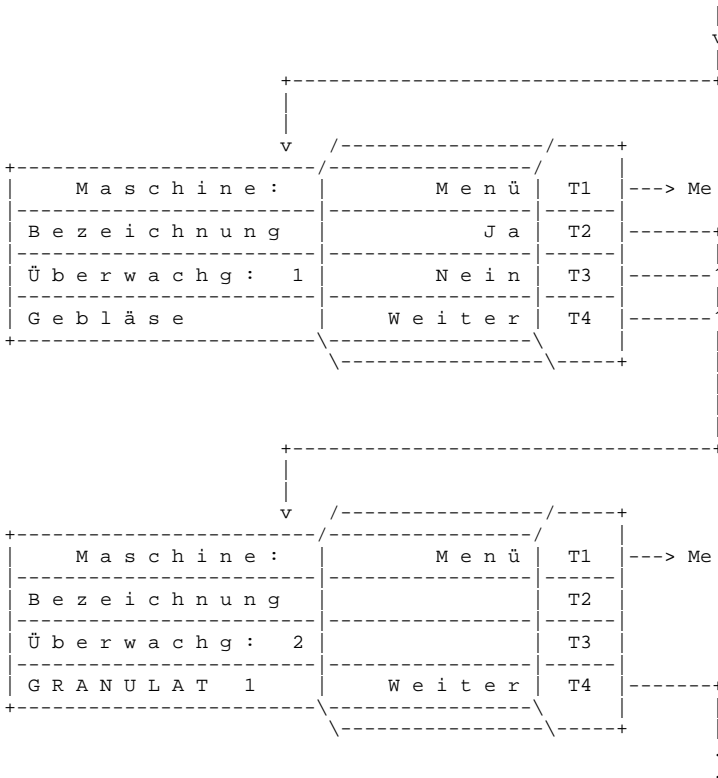 Maschine: Menü T1 ---> Me
Bezeichnung Ja T2
Überwachg: 1 Nein T3
Gebläse Weiter T4
Maschine: Menü T1 ---> Me
Bezeichnung T2
Überwachg: 2 T3
GRANULAT 1 Weiter T4